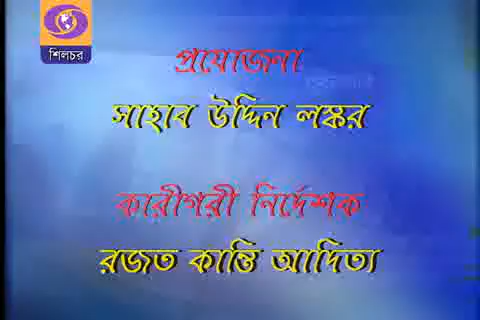 শিলচর
প্রযোজনা
সাহাব উদ্দিন লস্কর
কারীগরী নির্দেশক
রজত কান্তি আদিত্য